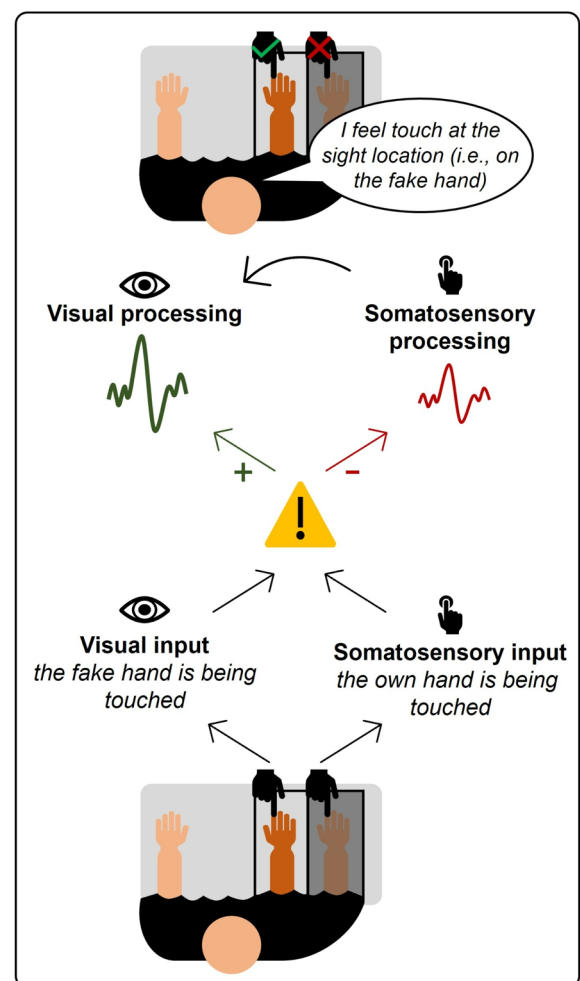 I feel touch at the
sight location (i.e., on
the fake hand)
Visual processing
Somatosensory
processing
+
−
!
Visual input
the fake hand is being
touched
Somatosensory input
the own hand is being
touched